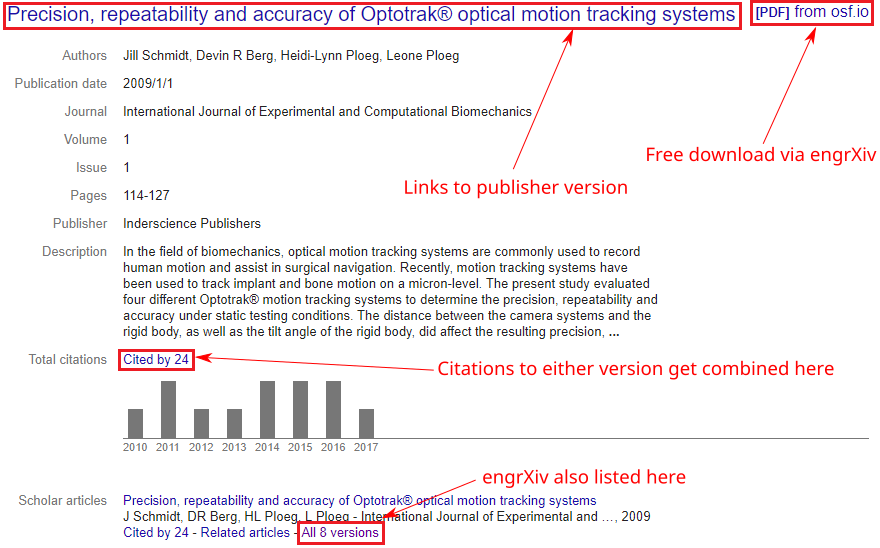 Precision, repeatability and accuracy of Optotrak® optical motion tracking systems
[PDF] from osf.io
Authors Jill Schmidt, Devin R Berg, Heidi-Lynn Ploeg, Leone Ploeg
Publication date 2009/1/1
Journal International Journal of Experimental and Computational Biomechanics
Volume 1
Free download via engrXiv
Issue 1
Links to publisher version
Pages 114-127
Publisher Inderscience Publishers
Description In the field of biomechanics, optical motion tracking systems are commonly used to record
human motion and assist in surgical navigation. Recently, motion tracking systems have
been used to track implant and bone motion on a micron-level. The present study evaluated
four different Optotrak® motion tracking systems to determine the precision, repeatability and
accuracy under static testing conditions. The distance between the camera systems and the
rigid body, as well as the tilt angle of the rigid body, did affect the resulting precision, ...
Total citations Cited by 24
Citations to either version get combined here
2010 2011 2012 2013 2014 2015 2016 2017
engrXiv also listed here
Scholar articles Precision, repeatability and accuracy of Optotrak® optical motion tracking systems
J Schmidt, DR Berg, HL Ploeg, L Ploeg - International Journal of Experimental and …, 2009
Cited by 24 - Related articles - All 8 versions